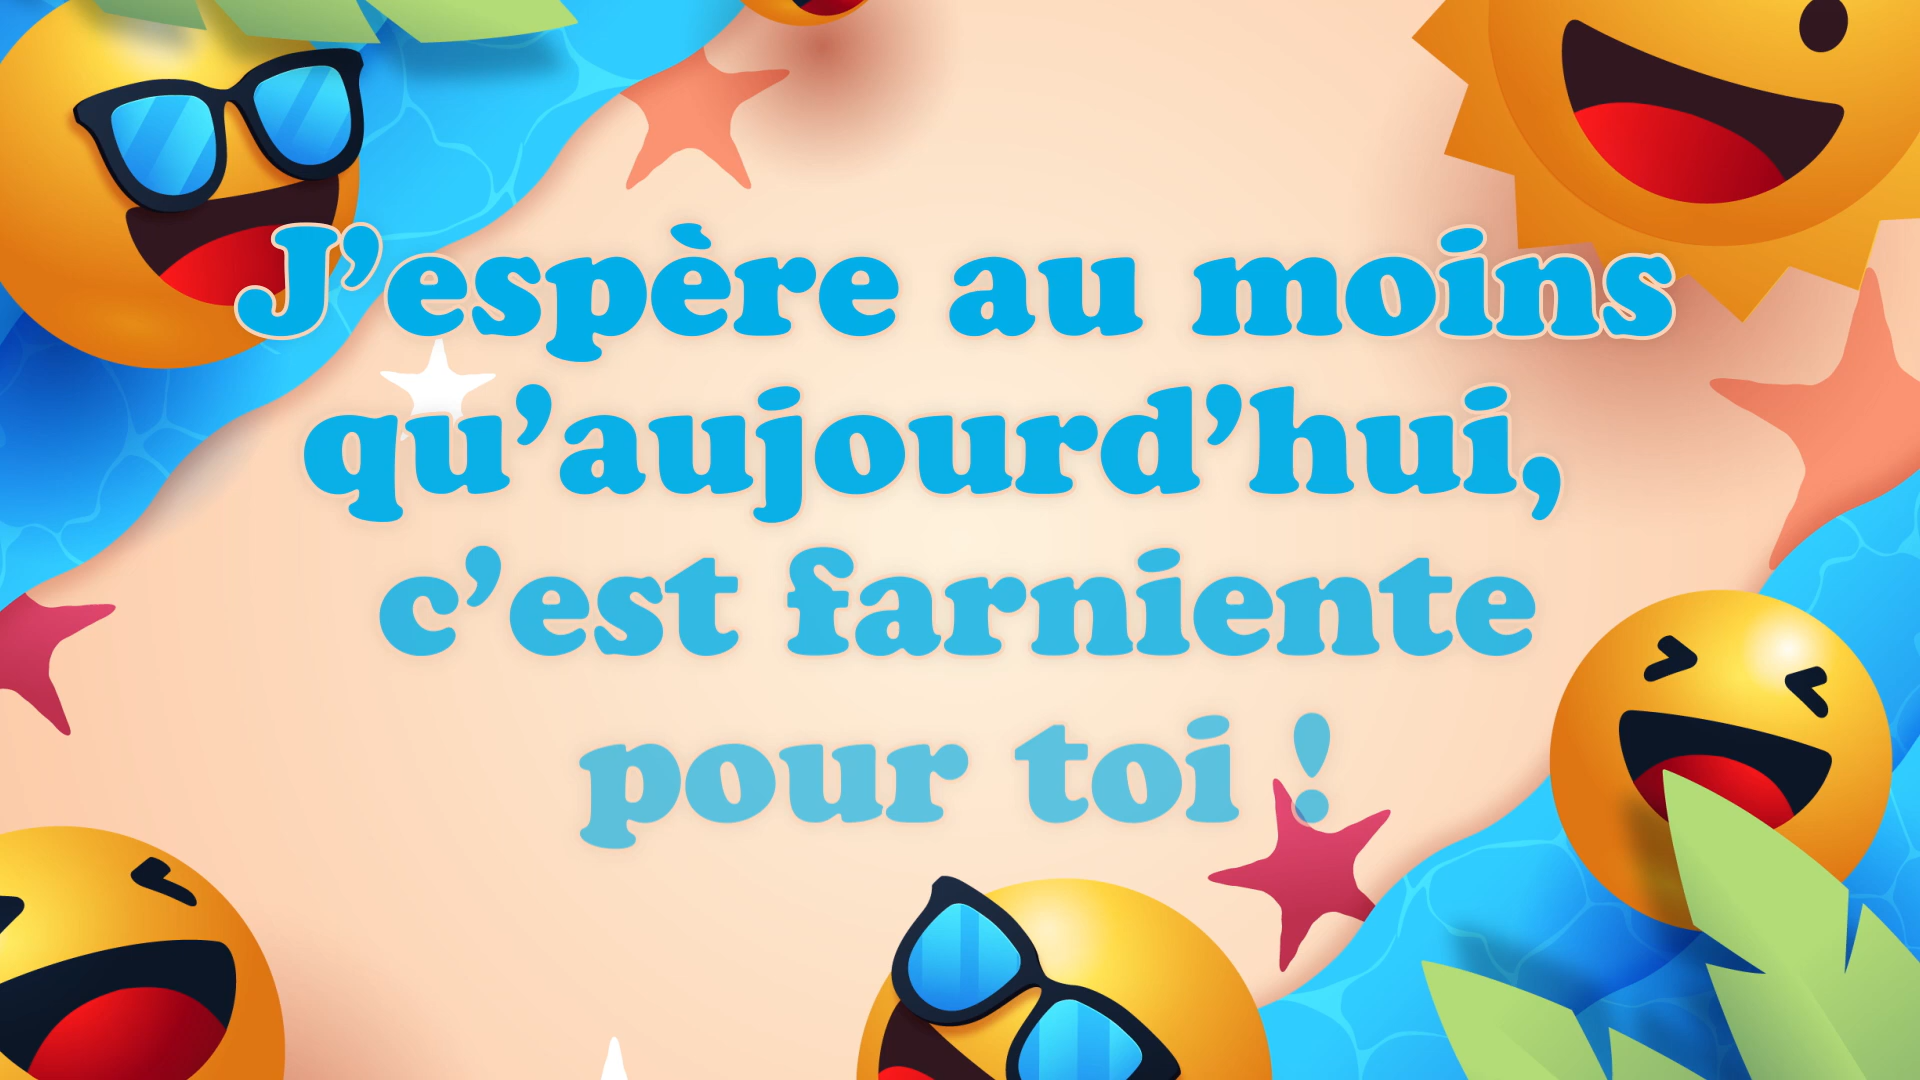 J’espère au moins
qu’aujourd’hui,
c’est farniente
pour toi !